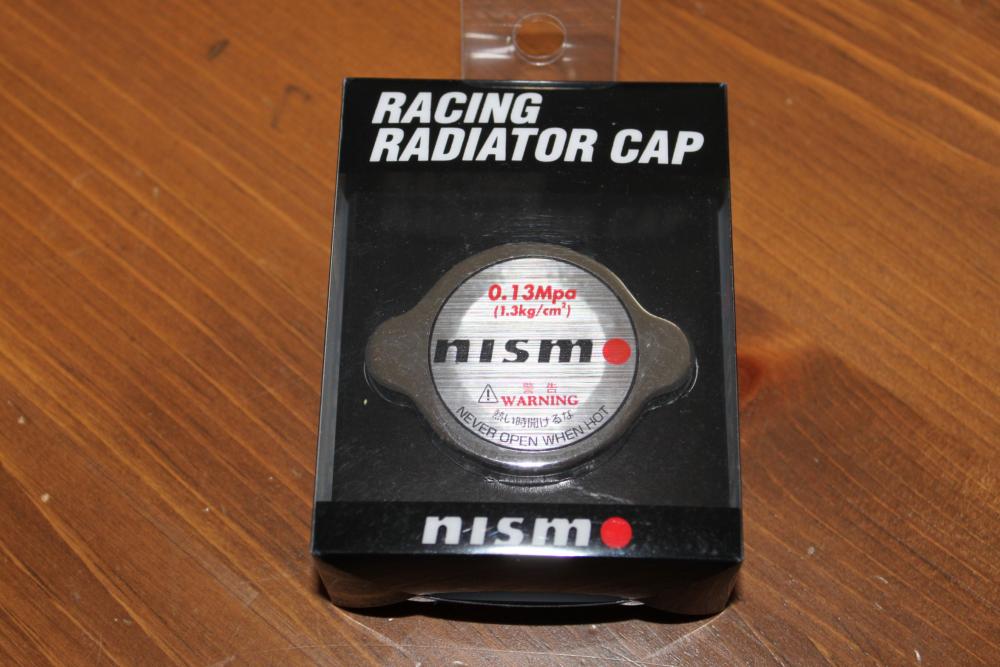 RACING
RADIATOR CAP
0.13Mpa
(1.3kg/cm²)
nismo
警告
WARNING
熱い時開けるな
NEVER OPEN WHEN HOT
nismo